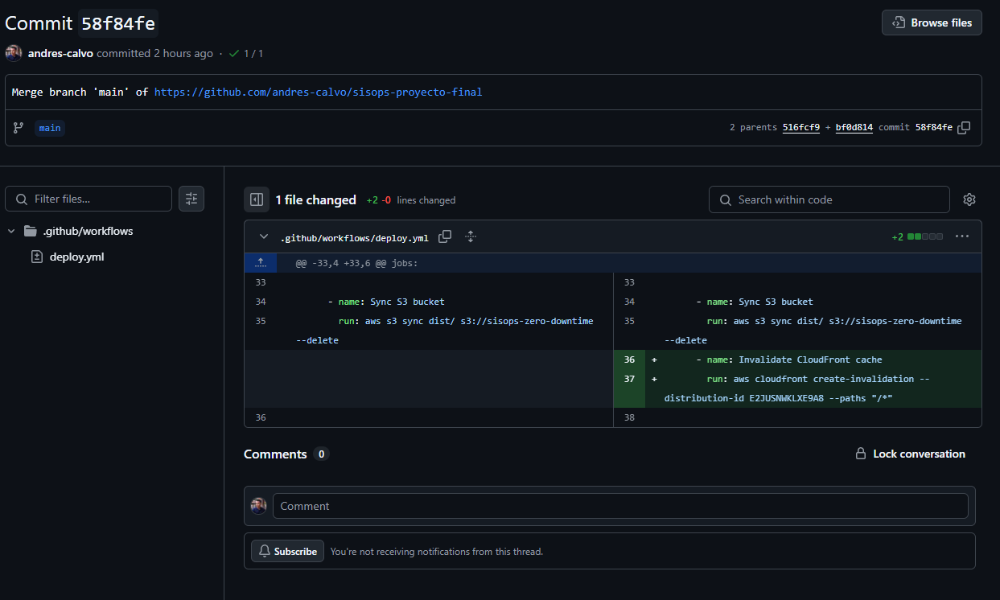 Commit 58f84fe
Browse files
andres-calvo committed 2 hours ago · 1 / 1
Merge branch 'main' of https://github.com/andres-calvo/sisops-proyecto-final
main
2 parents 516fcf9 + bf0d814 commit 58f84fe
Filter files...
.github/workflows
deploy.yml
1 file changed +2 -0 lines changed
Search within code
.github/workflows/deploy.yml
+2
@@ -33,4 +33,6 @@ jobs:
33
34 - name: Sync S3 bucket
35 run: aws s3 sync dist/ s3://sisops-zero-downtime
--delete
36
33
34 - name: Sync S3 bucket
35 run: aws s3 sync dist/ s3://sisops-zero-downtime
--delete
36 + - name: Invalidate CloudFront cache
37 + run: aws cloudfront create-invalidation --
distribution-id E2JUSNWKLXE9A8 --paths "/*"
38
Comments 0
Lock conversation
Comment
Subscribe You're not receiving notifications from this thread.